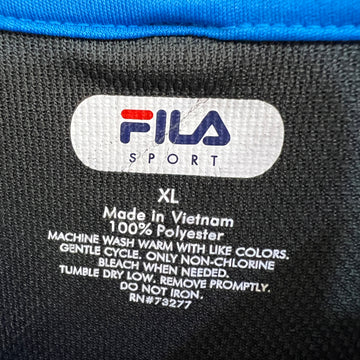 FILA
SPORT
XL
Made In Vietnam
100% Polyester
MACHINE WASH WARM WITH LIKE COLORS.
GENTLE CYCLE. ONLY NON-CHLORINE
BLEACH WHEN NEEDED.
TUMBLE DRY LOW. REMOVE PROMPTLY.
DO NOT IRON.
RN#73277